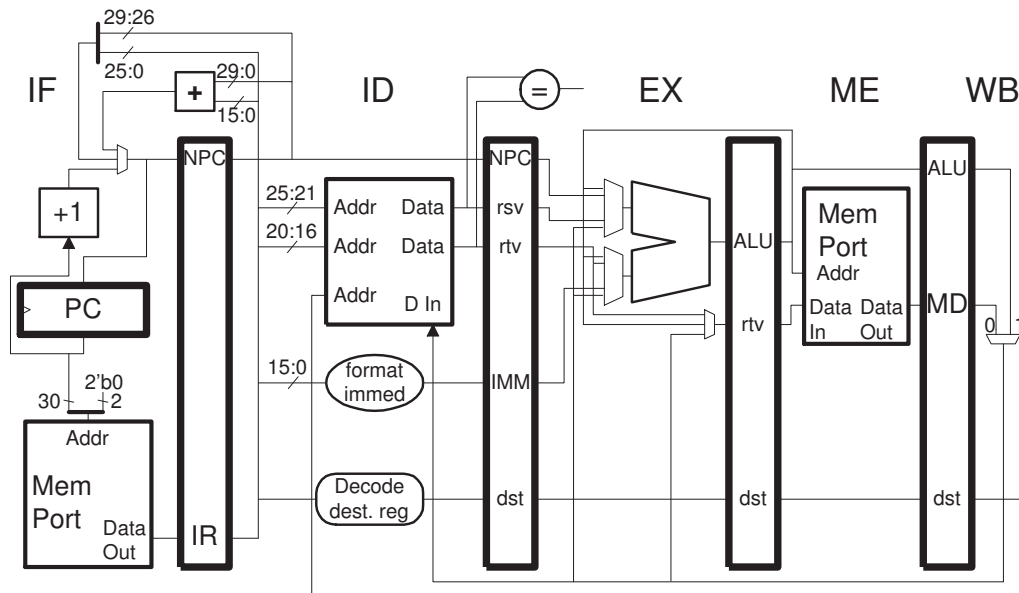 29:26
25:0
29:0
15:0
+
=
IF
ID
EX
ME
WB
NPC
+1
PC
30
2'b0
2
Addr
Mem
Port
Data
Out
IR
25:21
20:16
15:0
Addr
Data
Addr
Data
Addr
D In
format
immed
Decode
dest. reg
NPC
rsv
rtv
IMM
dst
ALU
rtv
dst
Mem
Port
Addr
Data
In
Data
Out
ALU
MD
dst
0
1